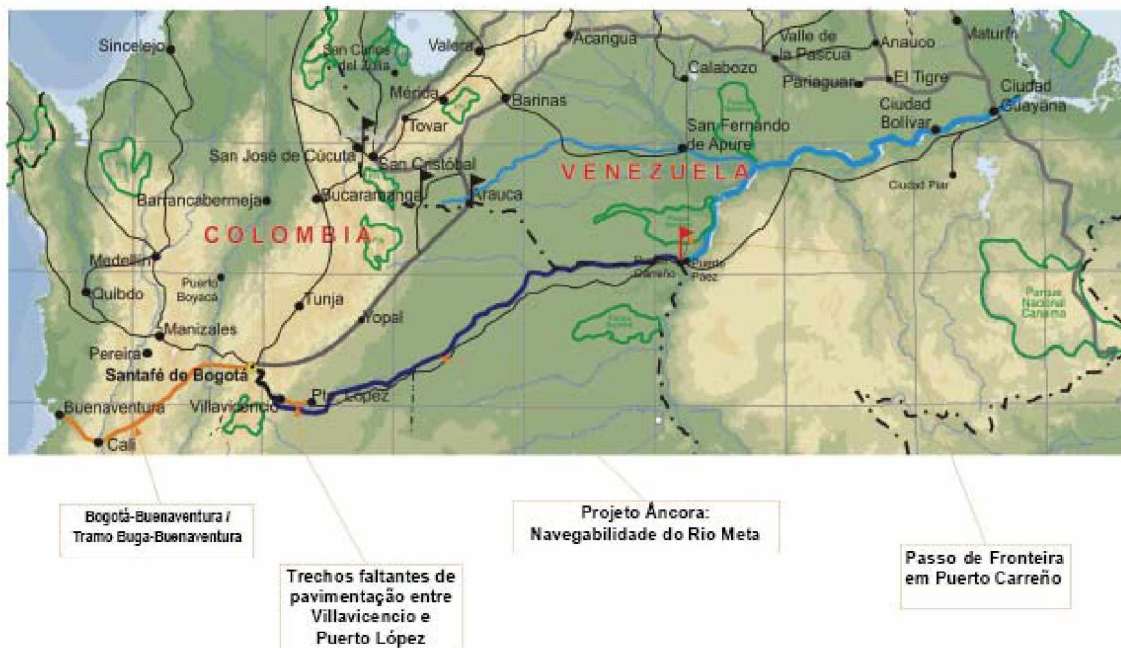 Sincelejo
San Carlos
del Zulia
Valera
Acarigua
Valle de
la Pascua
Anauco
Maturín
Calabozo
Pariaguan
El Tigre
Ciudad
Guayana
Mérida
Barinas
Ciudad
Bolívar
Tovar
San Fernando
de Apure
San José de Cúcuta
San Cristóbal
VENEZUELA
Ciudad Piar
Barrancabermeja
Bucaramanga
Arauca
COLOMBIA
Medellín
Puerto
Carreño
Puerto
Páez
Quibdo
Puerto
Boyacá
Tunja
Yopal
Parque
Nacional
Canaima
Manizales
Pereira
Santafé de Bogotá
Villavicencio
Pto. López
Buenaventura
Cali
Bogotá-Buenaventura /
Tramo Buga-Buenaventura
Trechos faltantes de
pavimentação entre
Villavicencio e
Puerto López
Projeto Âncora:
Navegabilidade do Rio Meta
Passo de Fronteira
em Puerto Carreño